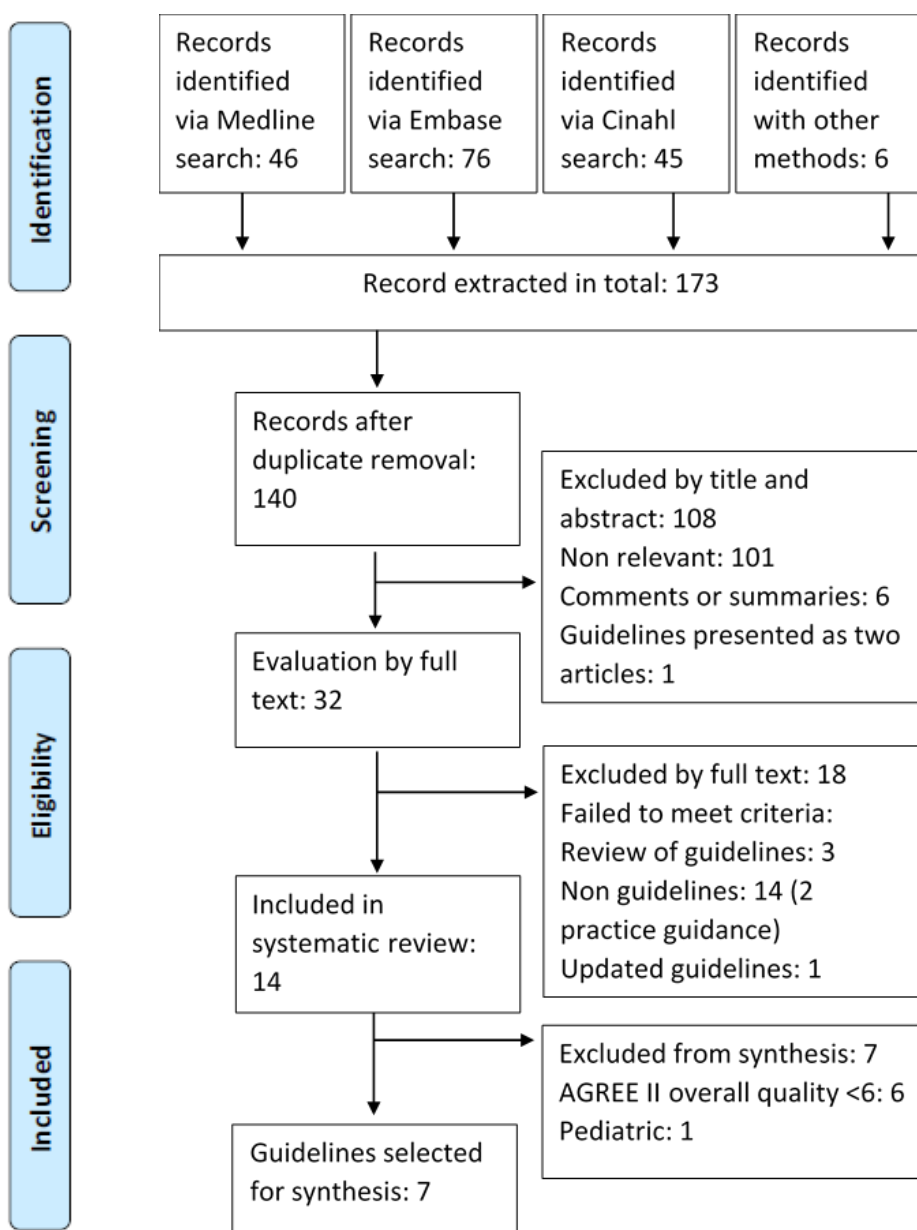 Identification
Records
identified
via Medline
search: 46
Records
identified
via Embase
search: 76
Records
identified
via Cinahl
search: 45
Records
identified
with other
methods: 6
Record extracted in total: 173
Screening
Records after
duplicate removal:
140
Excluded by title and
abstract: 108
Non relevant: 101
Comments or summaries: 6
Guidelines presented as two
articles: 1
Eligibility
Evaluation by full
text: 32
Excluded by full text: 18
Failed to meet criteria:
Review of guidelines: 3
Non guidelines: 14 (2
practice guidance)
Updated guidelines: 1
Included in
systematic review:
14
Included
Excluded from synthesis: 7
AGREE II overall quality <6: 6
Pediatric: 1
Guidelines selected
for synthesis: 7